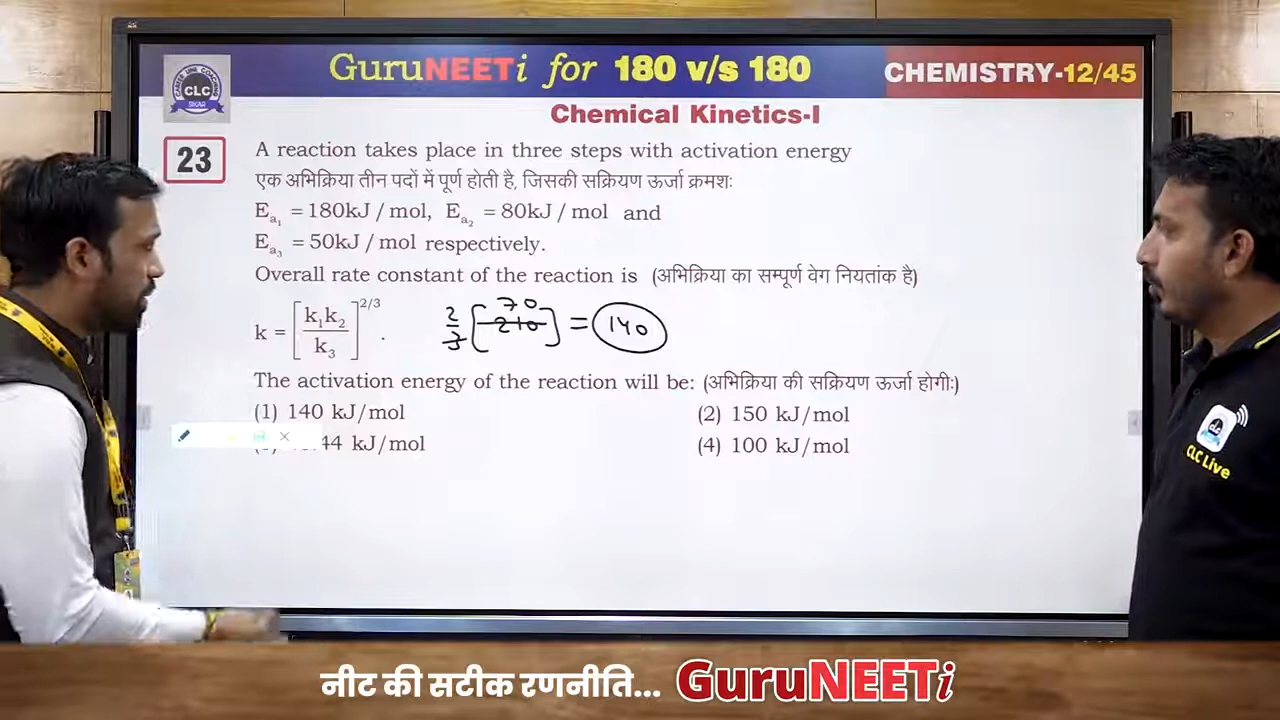 GuruNEETi for 180 v/s 180
CHEMISTRY-12/45
CAREER LINE COACHING
CLC
SIKAR
Chemical Kinetics-I
23
A reaction takes place in three steps with activation energy
एक अभिक्रिया तीन पदों में पूर्ण होती है, जिसकी सक्रियण ऊर्जा क्रमशः
Eₐ₁ = 180kJ / mol, Eₐ₂ = 80kJ / mol and
Eₐ₃ = 50kJ / mol respectively.
Overall rate constant of the reaction is (अभिक्रिया का सम्पूर्ण वेग नियतांक है)
k = [k₁k₂ / k₃]^2/3 .
2/3 [210] 70 = 140
The activation energy of the reaction will be: (अभिक्रिया की सक्रियण ऊर्जा होगीः)
(1) 140 kJ/mol (2) 150 kJ/mol
44 kJ/mol (4) 100 kJ/mol
CLC
CLC Live
नीट की सटीक रणनीति... GuruNEETi